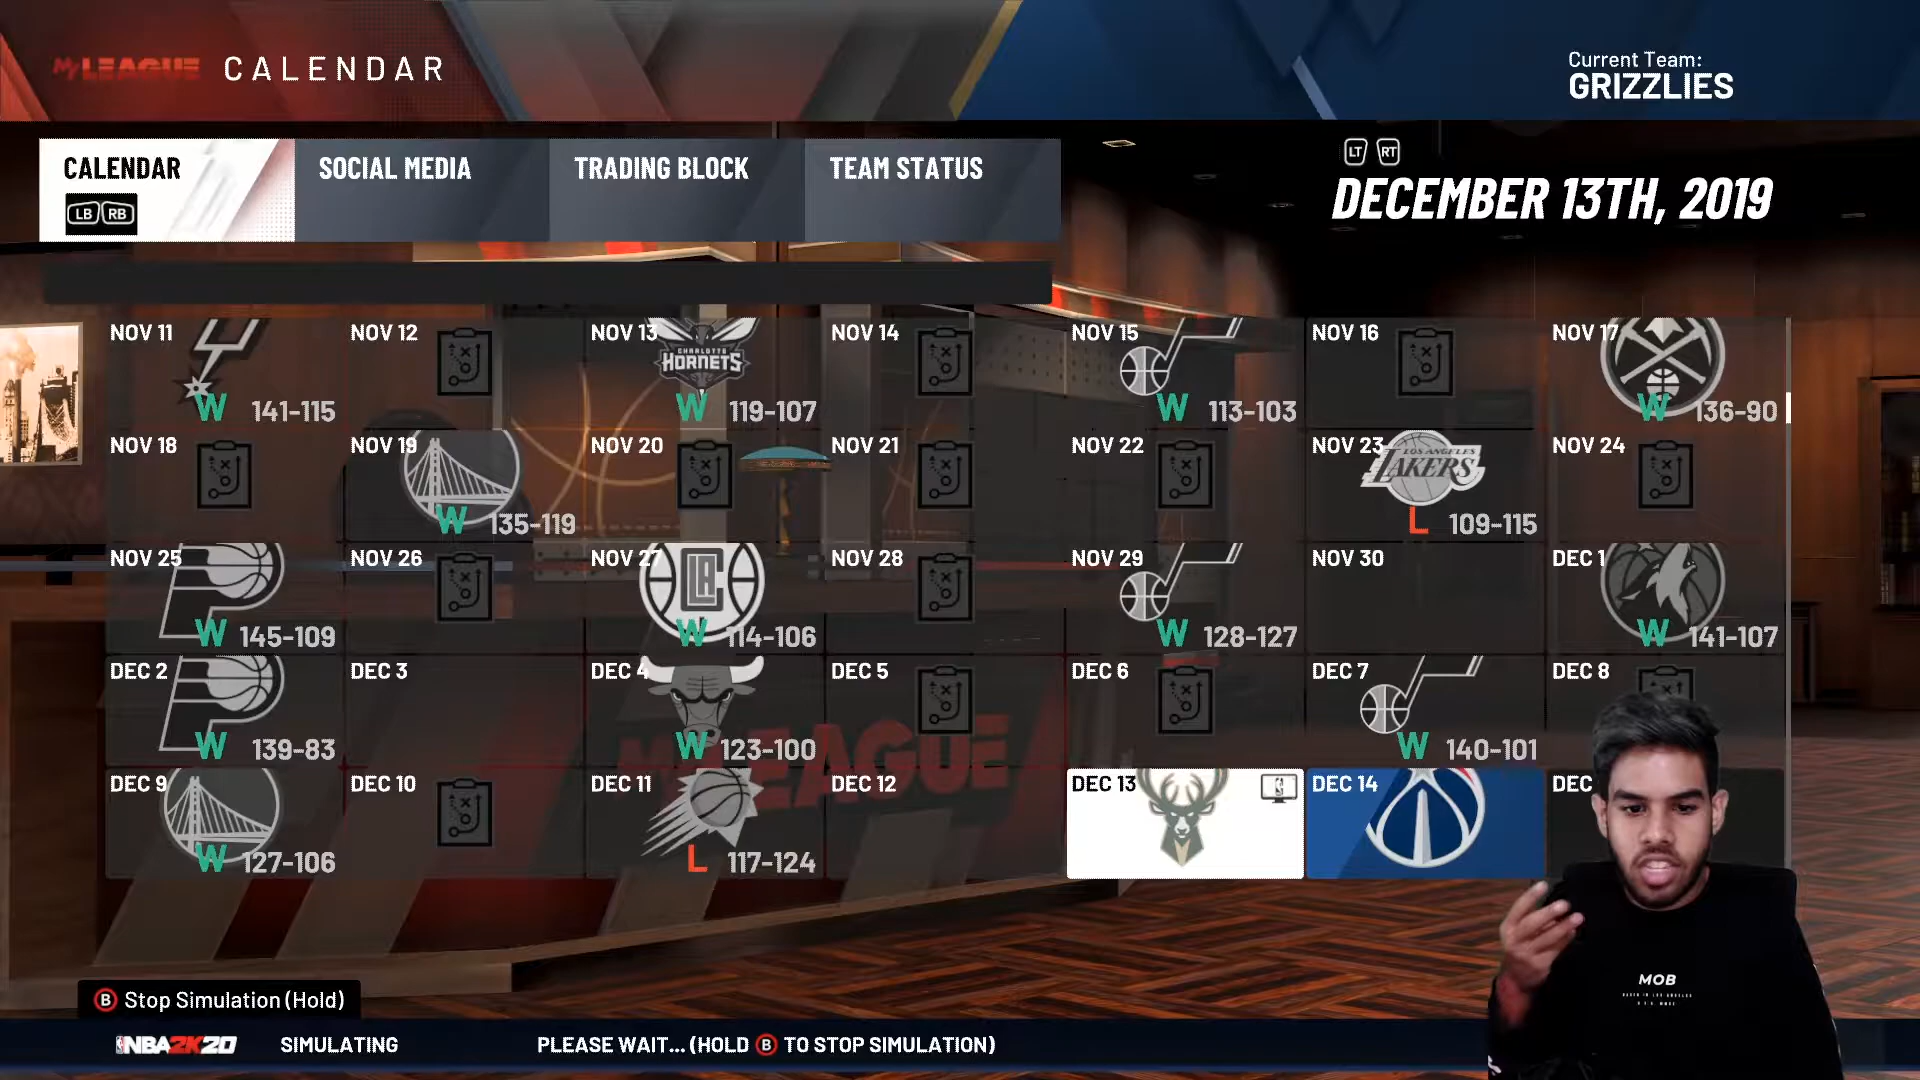 MyLEAGUE CALENDAR
Current Team:
GRIZZLIES
CALENDAR
LB RB
SOCIAL MEDIA
TRADING BLOCK
TEAM STATUS
LT RT
DECEMBER 13TH, 2019
NOV 11
W 141-115
NOV 12
NOV 13
CHARLOTTE
HORNETS
W 119-107
NOV 14
NOV 15
W 113-103
NOV 16
NOV 17
W 136-90
NOV 18
NOV 19
W 135-119
NOV 20
NOV 21
NOV 22
NOV 23
LOS ANGELES
LAKERS
L 109-115
NOV 24
NOV 25
W 145-109
NOV 26
NOV 27
LAC
W 114-106
NOV 28
NOV 29
W 128-127
NOV 30
DEC 1
W 141-107
DEC 2
W 139-83
DEC 3
DEC 4
W 123-100
DEC 5
DEC 6
DEC 7
W 140-101
DEC 8
DEC 9
W 127-106
DEC 10
DEC 11
L 117-124
DEC 12
DEC 13
DEC 14
DEC
MyLEAGUE
MOB
B Stop Simulation (Hold)
NBA2K20 SIMULATING PLEASE WAIT... (HOLD B TO STOP SIMULATION)